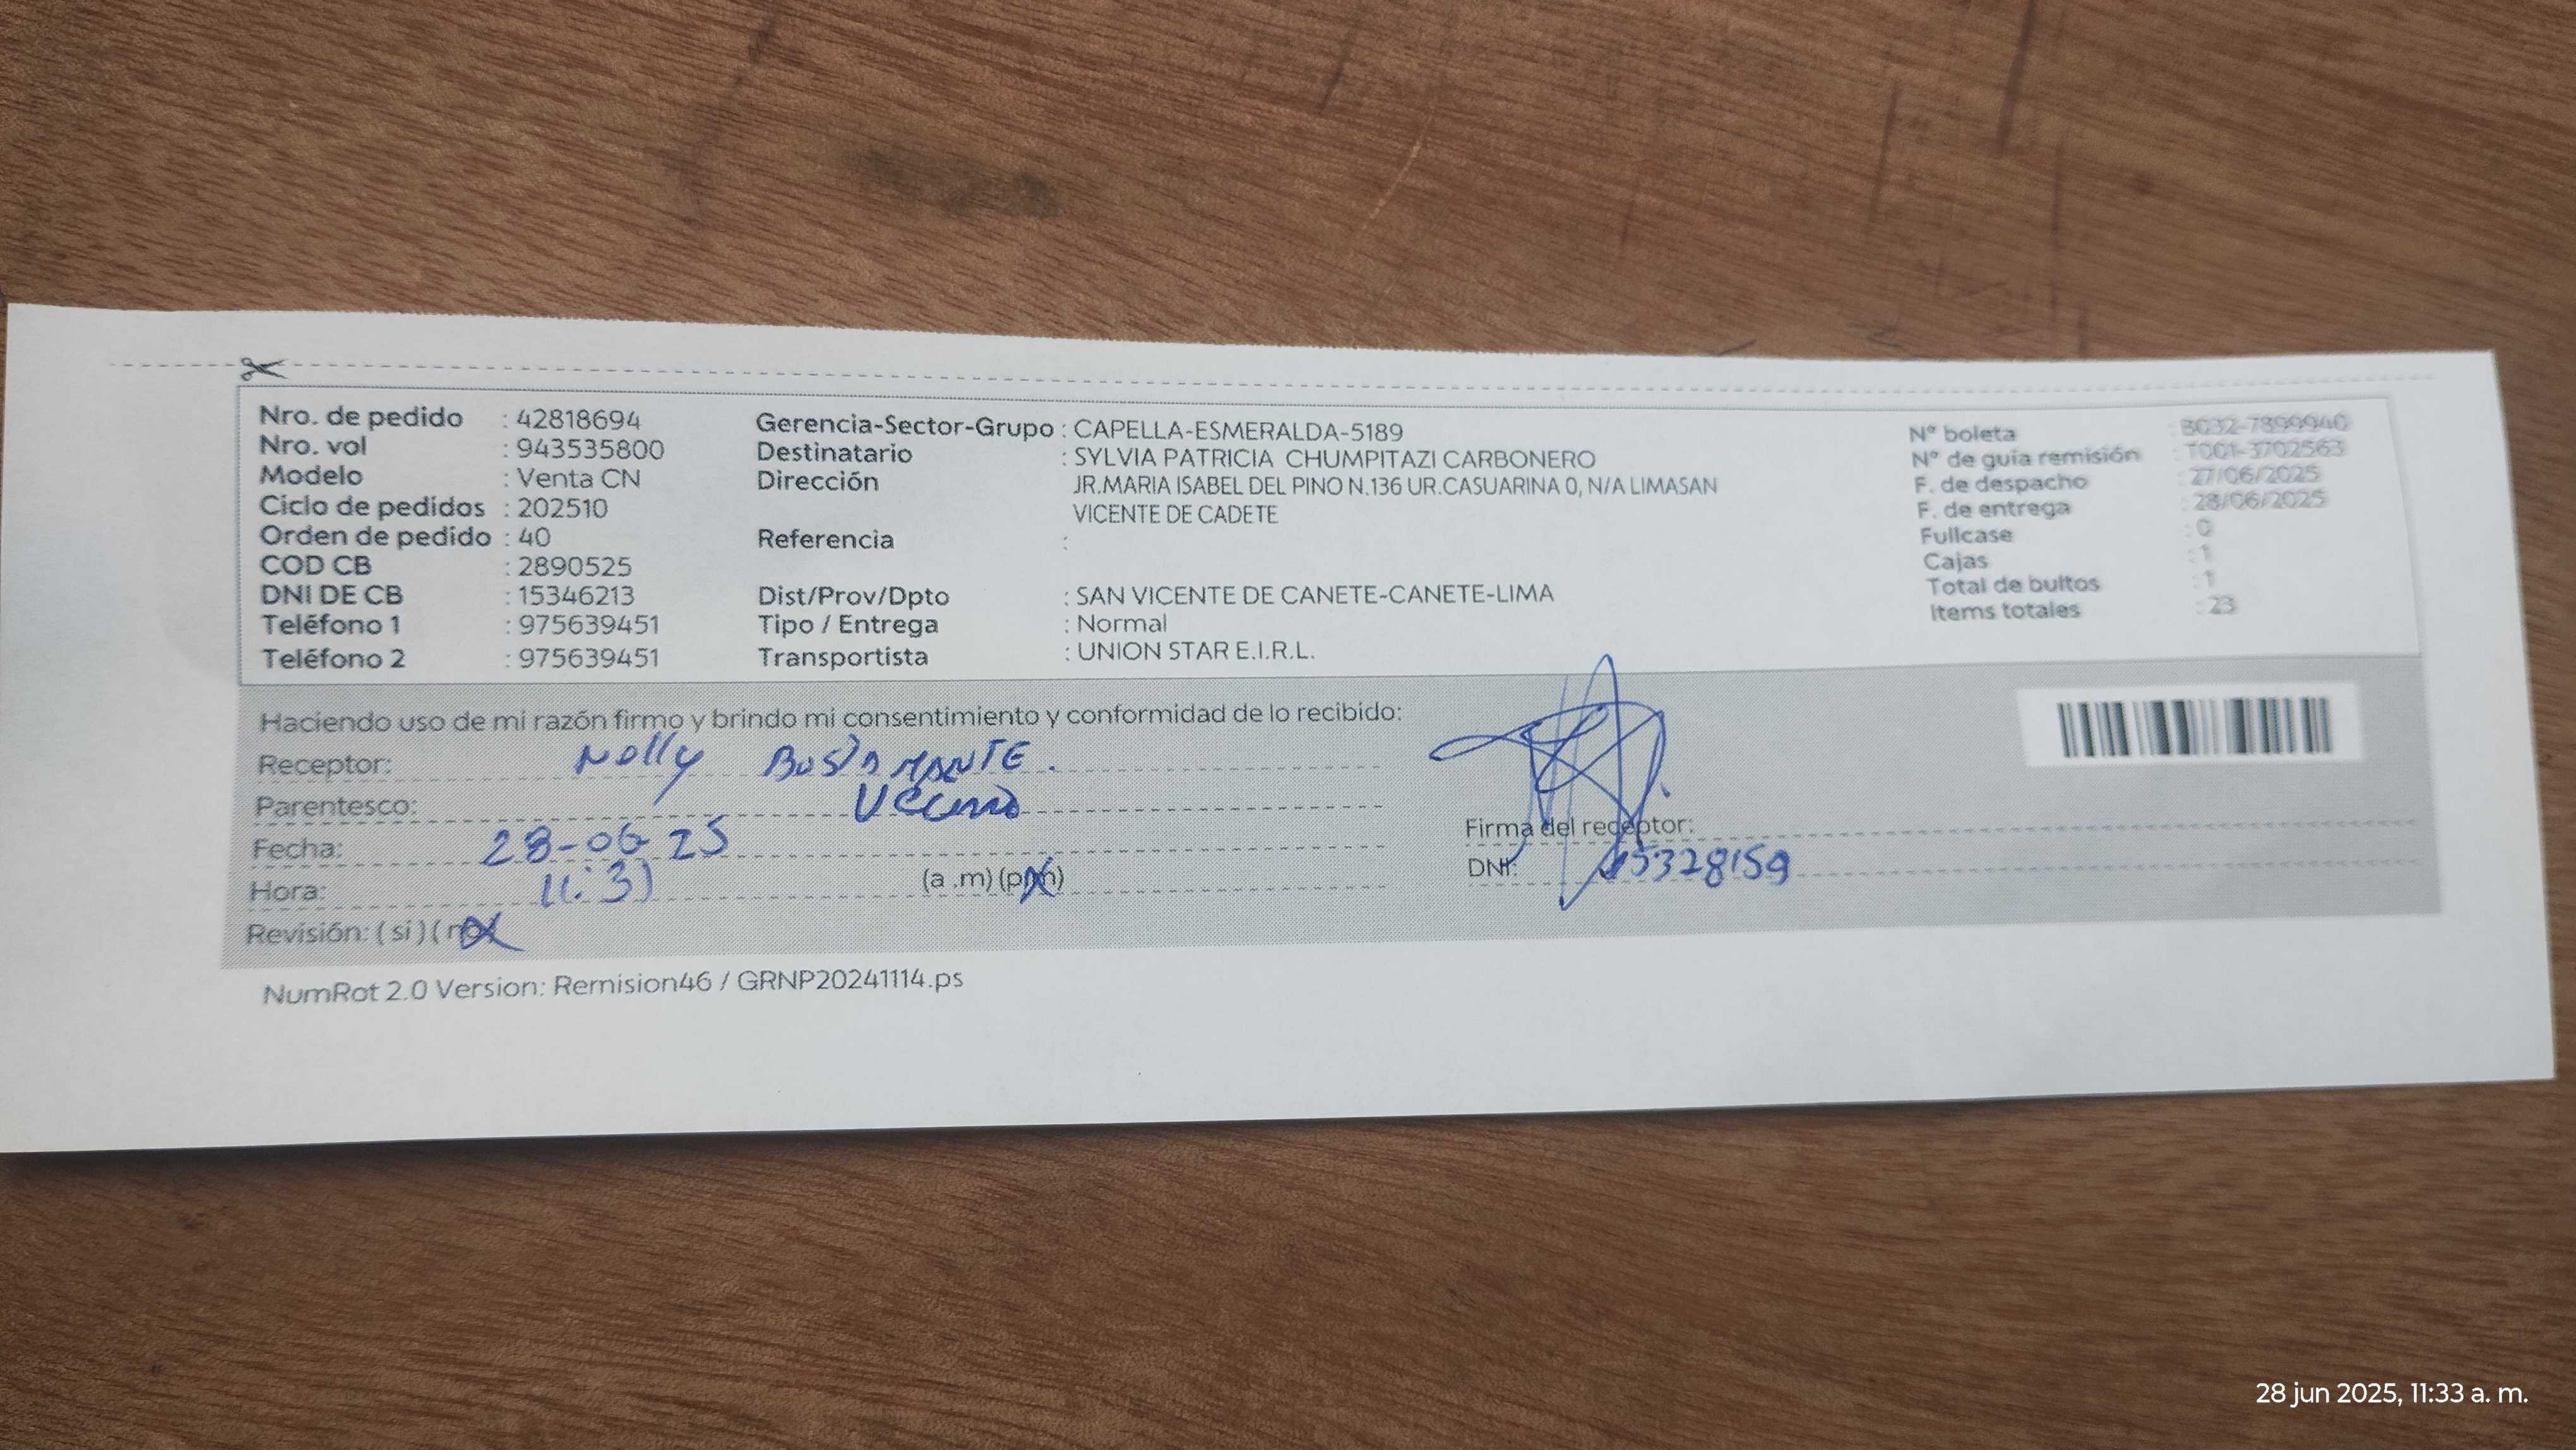 Nro. de pedido : 42818694
Nro. vol : 943535800
Modelo : Venta CN
Ciclo de pedidos : 202510
Orden de pedido : 40
COD CB : 2890525
DNI DE CB : 15346213
Teléfono 1 : 975639451
Teléfono 2 : 975639451
Gerencia-Sector-Grupo : CAPELLA-ESMERALDA-5189
Destinatario : SYLVIA PATRICIA CHUMPITAZI CARBONERO
Dirección JR.MARIA ISABEL DEL PINO N.136 UR.CASUARINA 0, N/A LIMASAN
VICENTE DE CADETE
Referencia :
Dist/Prov/Dpto : SAN VICENTE DE CANETE-CANETE-LIMA
Tipo / Entrega : Normal
Transportista : UNION STAR E.I.R.L.
N° boleta : B032-7899940
N° de guía remisión : T001-3702563
F. de despacho : 27/06/2025
F. de entrega : 28/06/2025
Fullcase : 0
Cajas : 1
Total de bultos : 1
Items totales : 23
Haciendo uso de mi razón firmo y brindo mi consentimiento y conformidad de lo recibido:
Receptor: Nelly BUSTAMANTE.
Parentesco: Vecino
Fecha: 28-06 25
Hora: 11:31 (a .m) (p.m)
Revisión: ( si ) ( no )
Firma del receptor:
DNI: 15328159
NumRot 2.0 Version: Remision46 / GRNP20241114.ps
28 jun 2025, 11:33 a. m.